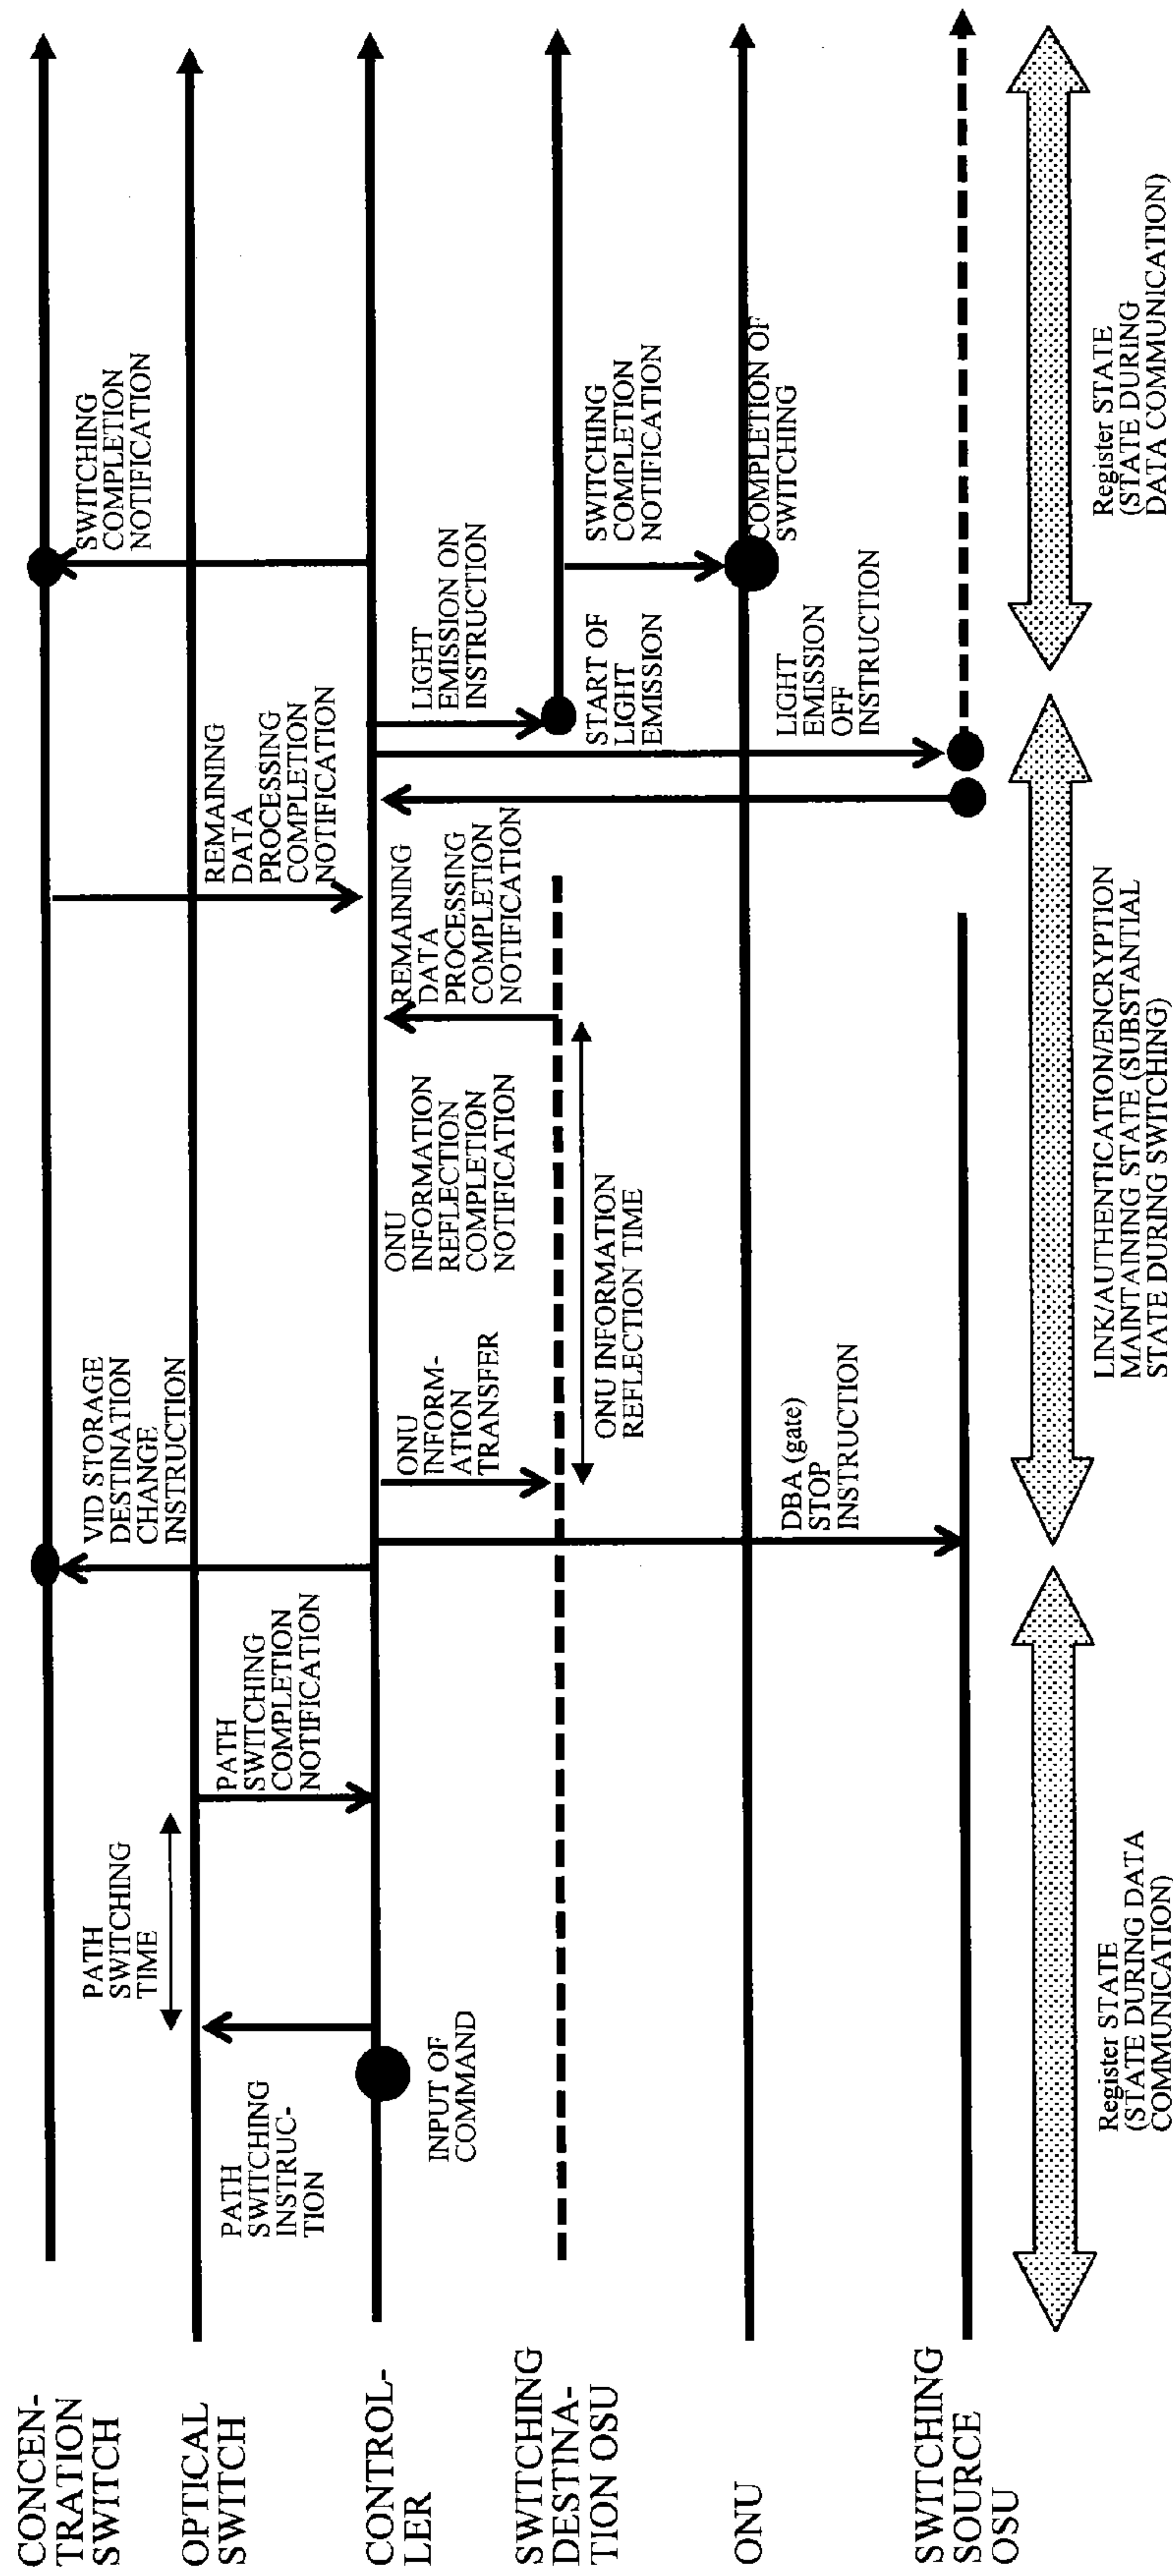 CONCEN-
TRATION
SWITCH
OPTICAL
SWITCH
CONTROL-
LER
SWITCHING
DESTINA-
TION OSU
ONU
SWITCHING
SOURCE
OSU
PATH
SWITCHING
INSTRUC-
TION
INPUT OF
COMMAND
PATH
SWITCHING
TIME
PATH
SWITCHING
COMPLETION
NOTIFICATION
VID STORAGE
DESTINATION
CHANGE
INSTRUCTION
ONU
INFORM-
ATION
TRANSFER
DBA (gate)
STOP
INSTRUCTION
ONU INFORMATION
REFLECTION TIME
ONU
INFORMATION
REFLECTION
COMPLETION
NOTIFICATION
REMAINING
DATA
PROCESSING
COMPLETION
NOTIFICATION
REMAINING
DATA
PROCESSING
COMPLETION
NOTIFICATION
LIGHT
EMISSION ON
INSTRUCTION
START OF
LIGHT
EMISSION
LIGHT
EMISSION
OFF
INSTRUCTION
SWITCHING
COMPLETION
NOTIFICATION
SWITCHING
COMPLETION
NOTIFICATION
COMPLETION OF
SWITCHING
Register STATE
(STATE DURING DATA
COMMUNICATION)
LINK/AUTHENTICATION/ENCRYPTION
MAINTAINING STATE (SUBSTANTIAL
STATE DURING SWITCHING)
Register STATE
(STATE DURING
DATA COMMUNICATION)